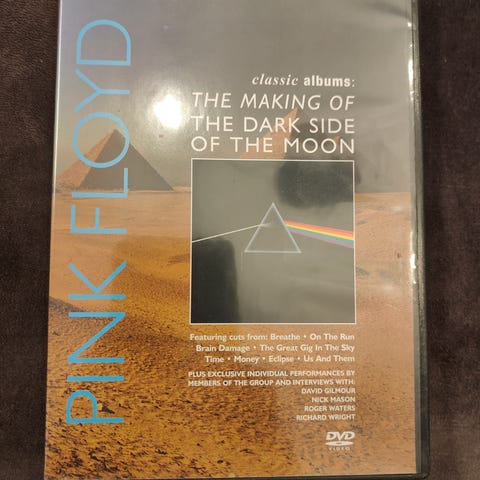 PINK FLOYD
classic albums:
THE MAKING OF
THE DARK SIDE
OF THE MOON
Featuring cuts from: Breathe • On The Run
Brain Damage • The Great Gig In The Sky
Time • Money • Eclipse • Us And Them
PLUS EXCLUSIVE INDIVIDUAL PERFORMANCES BY
MEMBERS OF THE GROUP AND INTERVIEWS WITH:
DAVID GILMOUR
NICK MASON
ROGER WATERS
RICHARD WRIGHT
DVD
VIDEO